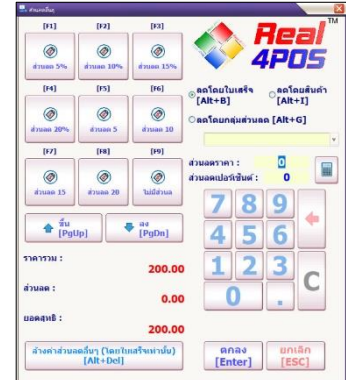 ส่วนลดอื่นๆ
[F1] [F2] [F3]
ส่วนลด 5% ส่วนลด 10% ส่วนลด 15%
[F4] [F5] [F6]
ส่วนลด 20% ส่วนลด 5 ส่วนลด 10
[F7] [F8] [F9]
ส่วนลด 15 ส่วนลด 20 ไม่มีส่วนล
ขึ้น
[PgUp]
ลง
[PgDn]
ราคารวม :
200.00
ส่วนลด :
0.00
ยอดสุทธิ :
200.00
ล้างค่าส่วนลดอื่นๆ (โดยใบเสร็จเท่านั้น)
[Alt+Del]
Real TM
4POS
ลดโดยใบเสร็จ
[Alt+B]
ลดโดยสินค้า
[Alt+I]
ลดโดยกลุ่มส่วนลด [Alt+G]
ส่วนลดราคา : 0
ส่วนลดเปอร์เซ็นต์ : 0
7 8 9
4 5 6
1 2 3 C
0 .
ตกลง
[Enter]
ยกเลิก
[ESC]